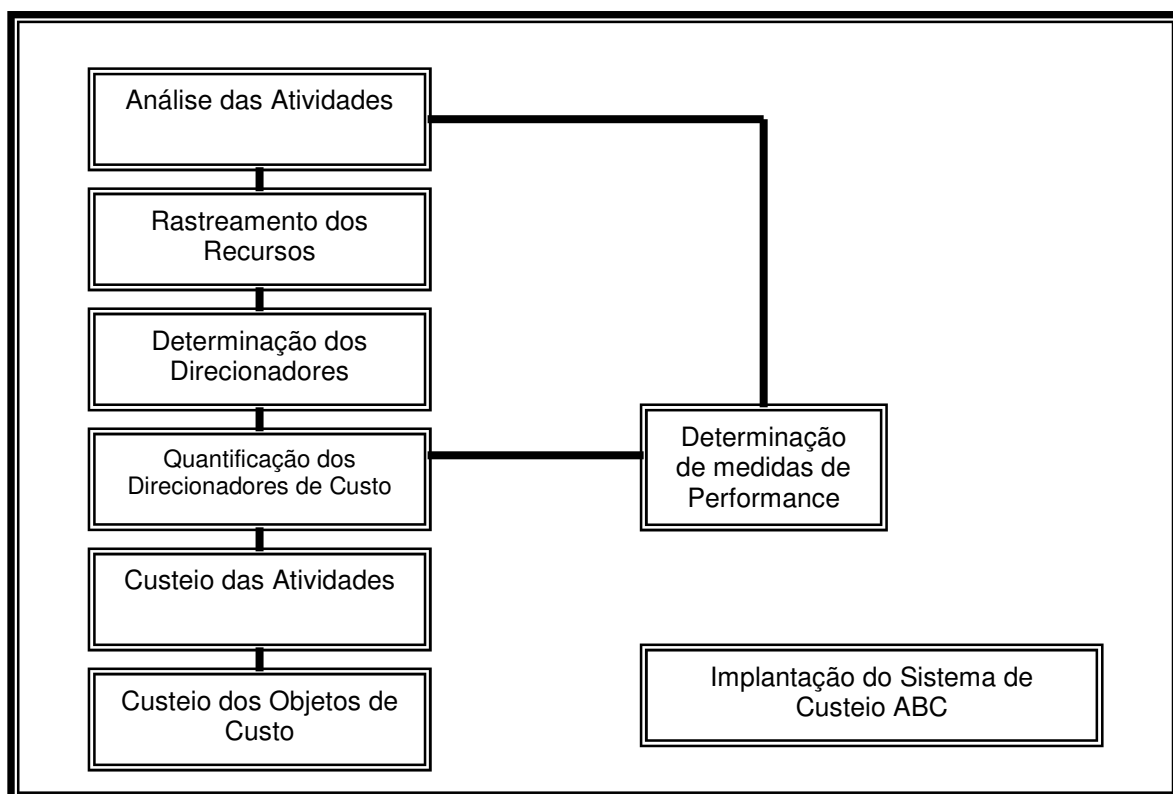 Análise das Atividades
Rastreamento dos
Recursos
Determinação dos
Direcionadores
Quantificação dos
Direcionadores de Custo
Determinação
de medidas de
Performance
Custeio das Atividades
Custeio dos Objetos de
Custo
Implantação do Sistema de
Custeio ABC